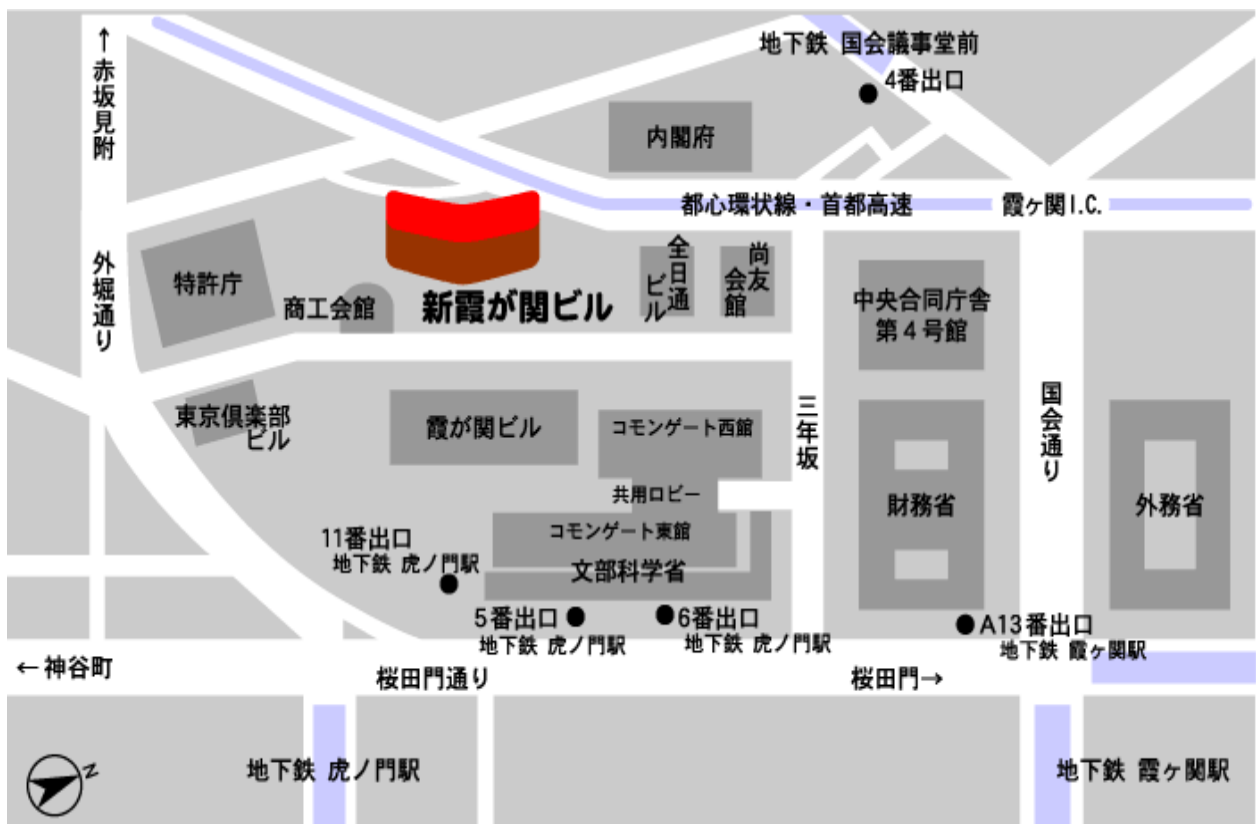 ↑赤坂見附
地下鉄 国会議事堂前
4番出口
内閣府
都心環状線・首都高速
霞ヶ関I.C.
外堀通り
特許庁
商工会館
新霞が関ビル
全日通
ビル
尚友
会館
中央合同庁舎
第4号館
東京倶楽部
ビル
霞が関ビル
コモンゲート西館
三年坂
国会通り
共用ロビー
財務省
外務省
コモンゲート東館
文部科学省
11番出口
地下鉄 虎ノ門駅
5番出口
地下鉄 虎ノ門駅
6番出口
地下鉄 虎ノ門駅
A13番出口
地下鉄 霞ヶ関駅
←神谷町
桜田門通り
桜田門→
地下鉄 虎ノ門駅
地下鉄 霞ヶ関駅
N